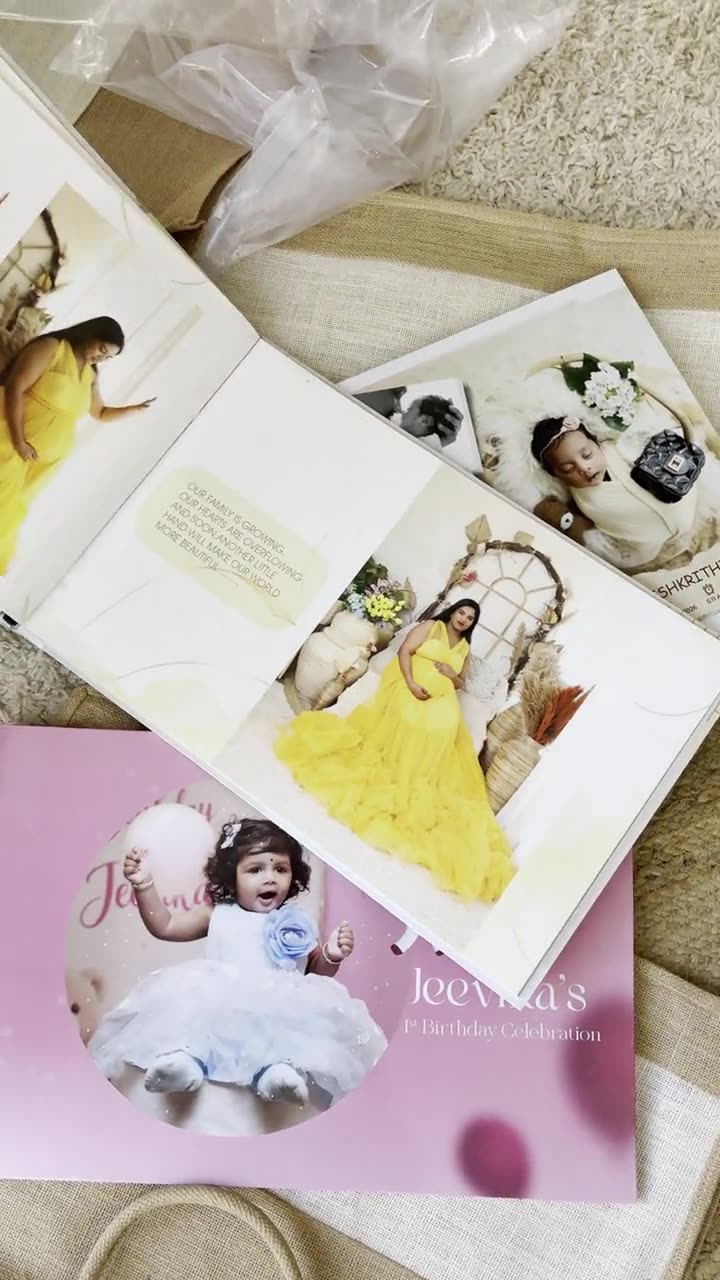 OUR FAMILY IS GROWING,
OUR HEARTS ARE OVERFLOWING
AND SOON, ANOTHER LITTLE
HAND WILL MAKE OUR WORLD
MORE BEAUTIFUL......
2026
Jeevika's
1st Birthday Celebration